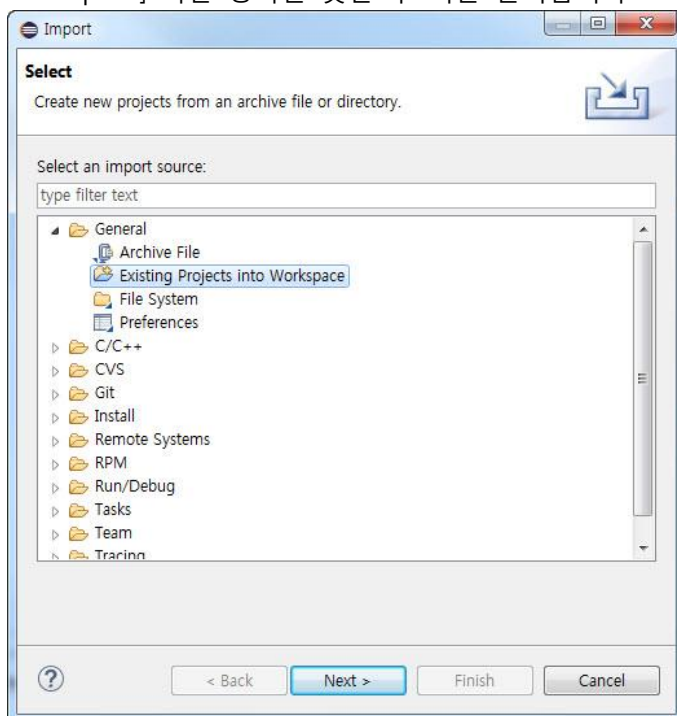 Import
Select
Create new projects from an archive file or directory.
Select an import source:
type filter text
General
Archive File
Existing Projects into Workspace
File System
Preferences
C/C++
CVS
Git
Install
Remote Systems
RPM
Run/Debug
Tasks
Team
Tracing
< Back
Next >
Finish
Cancel